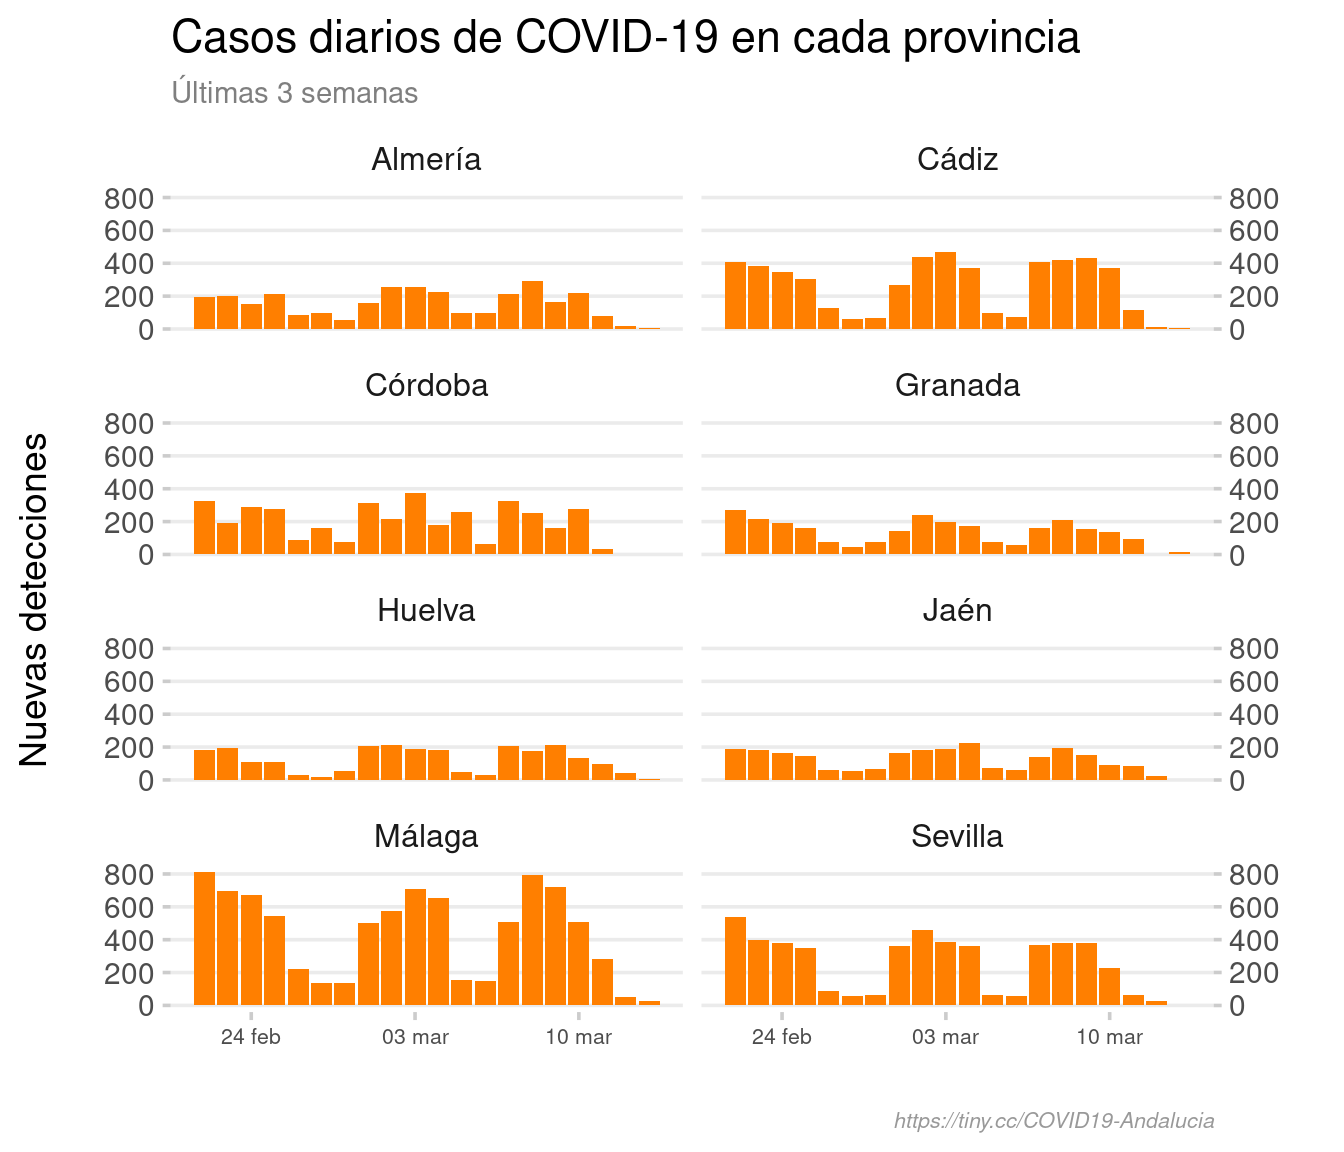 Casos diarios de COVID-19 en cada provincia
Últimas 3 semanas
Nuevas detecciones
Almería
Cádiz
800
600
400
200
0
800
600
400
200
0
Córdoba
Granada
800
600
400
200
0
800
600
400
200
0
Huelva
Jaén
800
600
400
200
0
800
600
400
200
0
Málaga
Sevilla
800
600
400
200
0
800
600
400
200
0
24 feb
03 mar
10 mar
24 feb
03 mar
10 mar
https://tiny.cc/COVID19-Andalucia